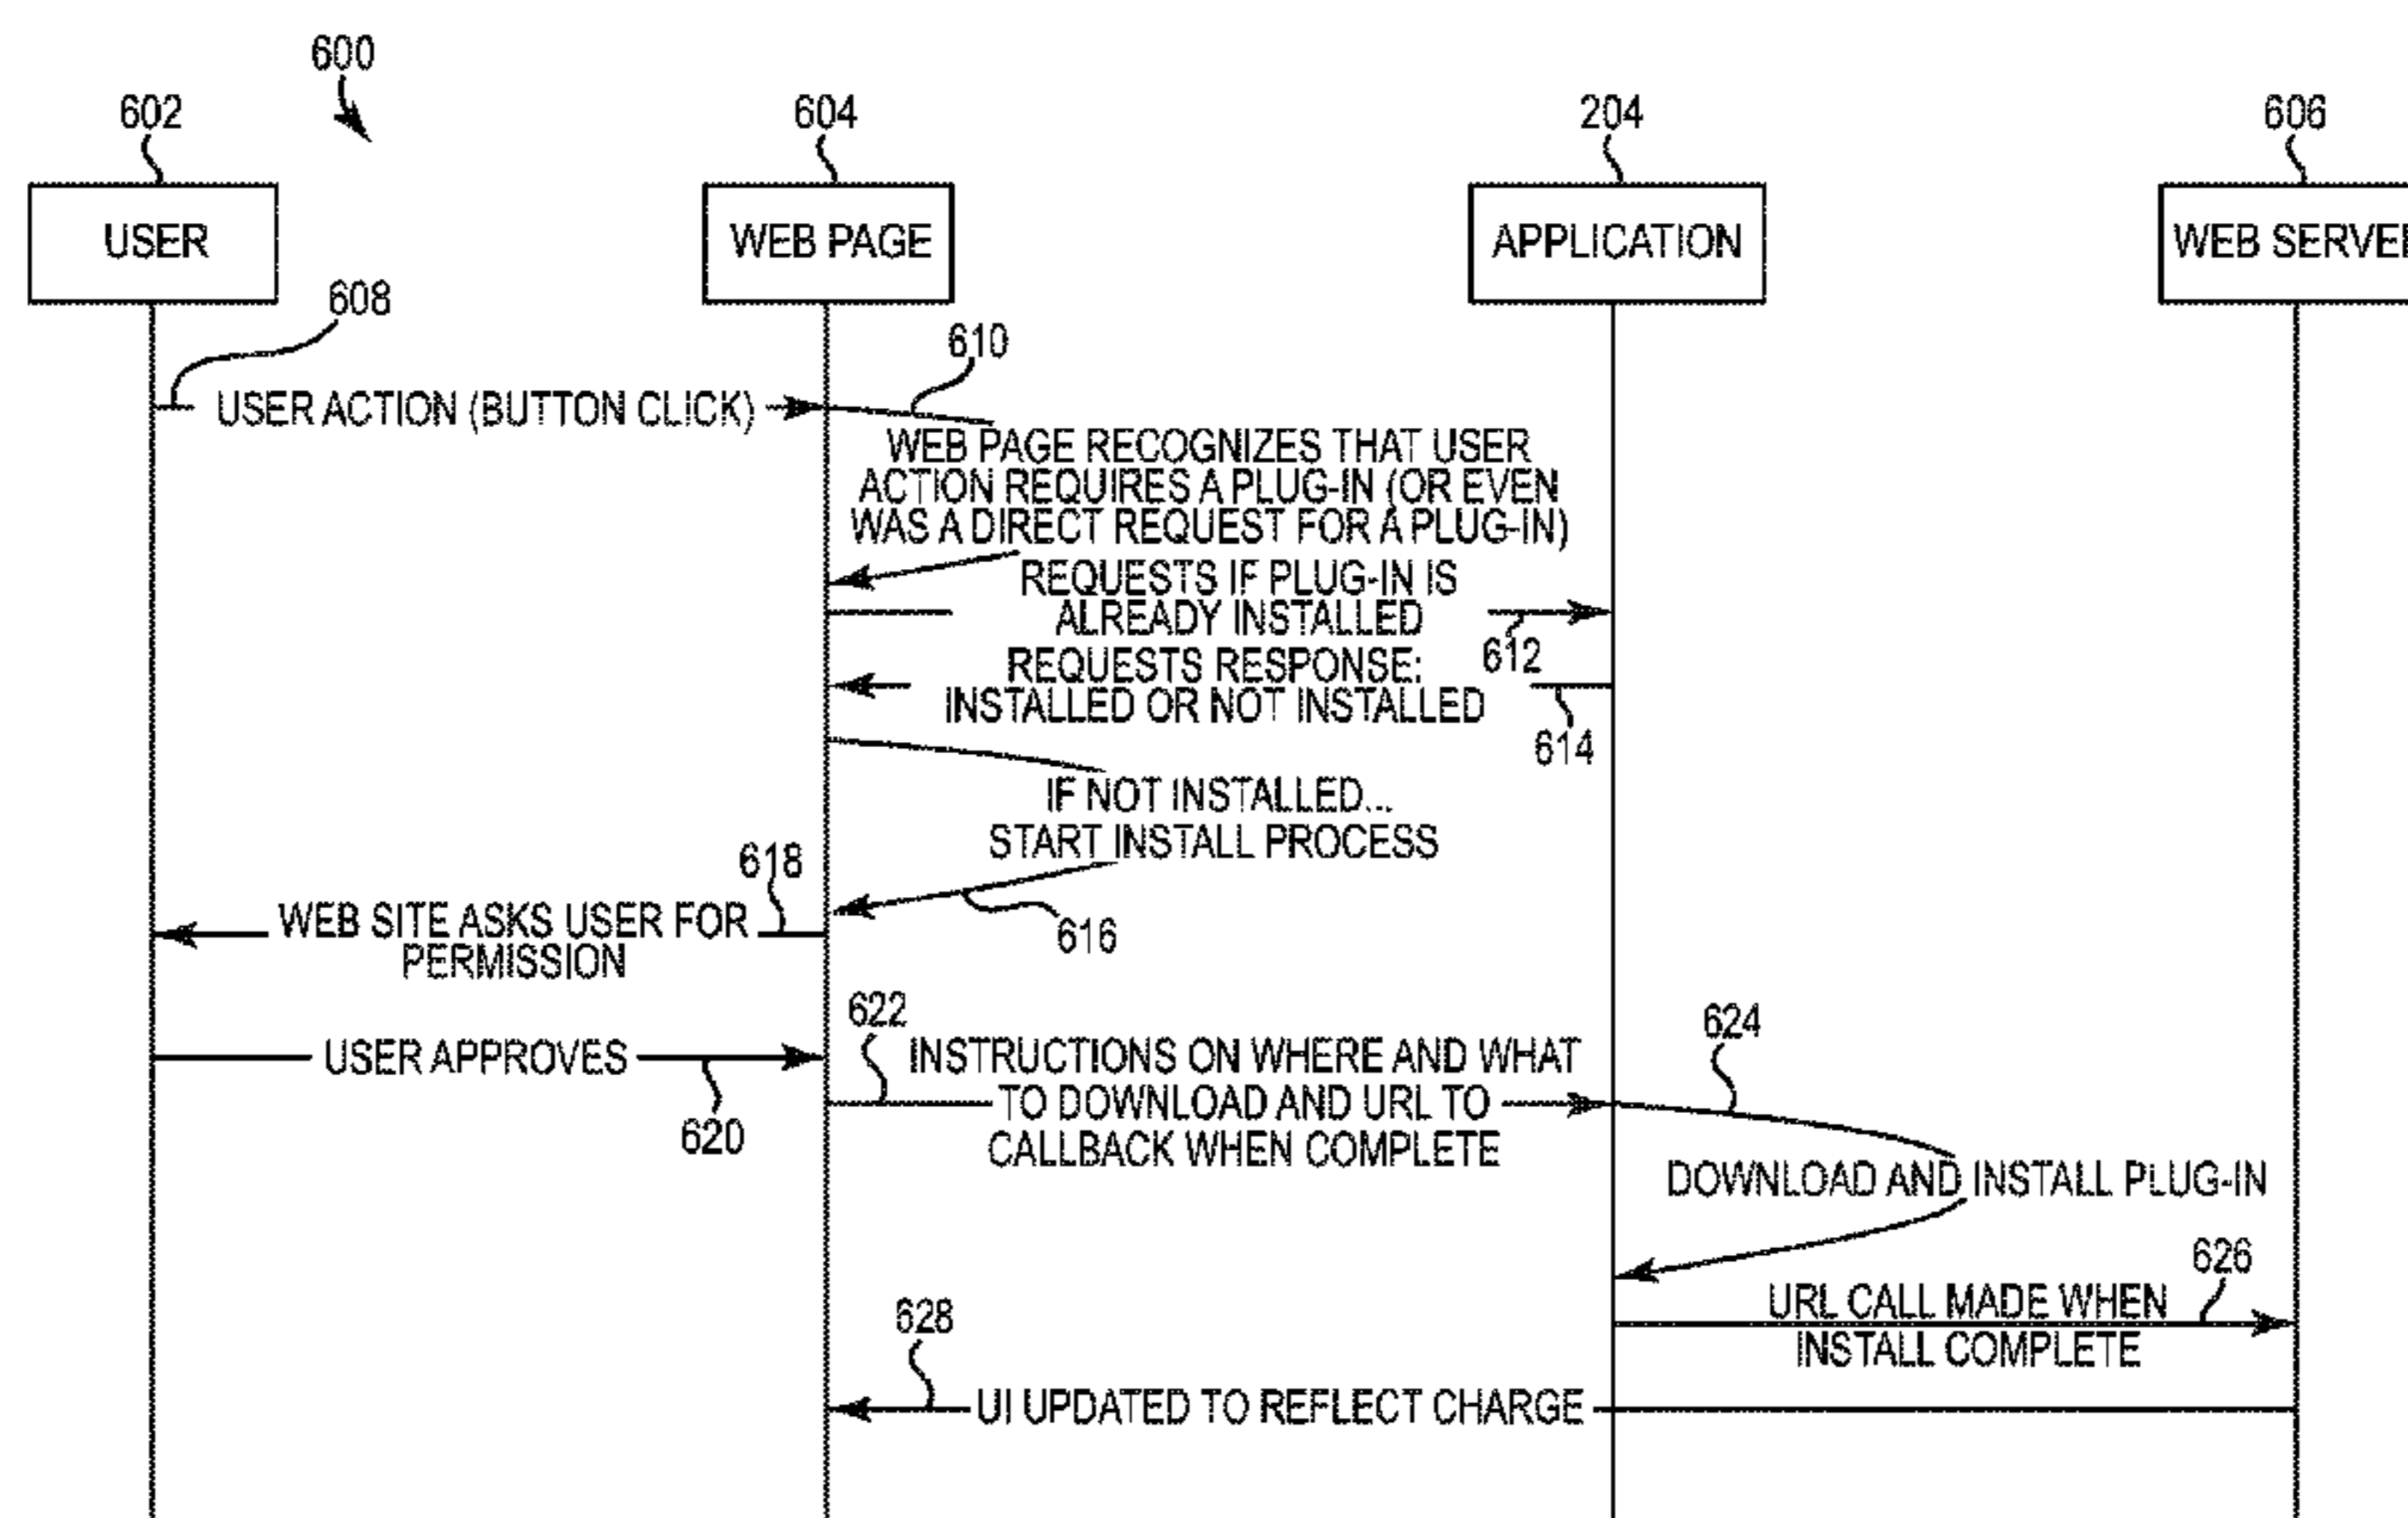 600
602
604
204
606
USER
WEB PAGE
APPLICATION
WEB SERVER
608
610
USER ACTION (BUTTON CLICK)
WEB PAGE RECOGNIZES THAT USER
ACTION REQUIRES A PLUG-IN (OR EVEN
WAS A DIRECT REQUEST FOR A PLUG-IN)
REQUESTS IF PLUG-IN IS
ALREADY INSTALLED
612
REQUESTS RESPONSE:
INSTALLED OR NOT INSTALLED
614
IF NOT INSTALLED...
START INSTALL PROCESS
616
618
WEB SITE ASKS USER FOR
PERMISSION
USER APPROVES
620
622
INSTRUCTIONS ON WHERE AND WHAT
TO DOWNLOAD AND URL TO
CALLBACK WHEN COMPLETE
624
DOWNLOAD AND INSTALL PLUG-IN
626
URL CALL MADE WHEN
INSTALL COMPLETE
628
UI UPDATED TO REFLECT CHARGE